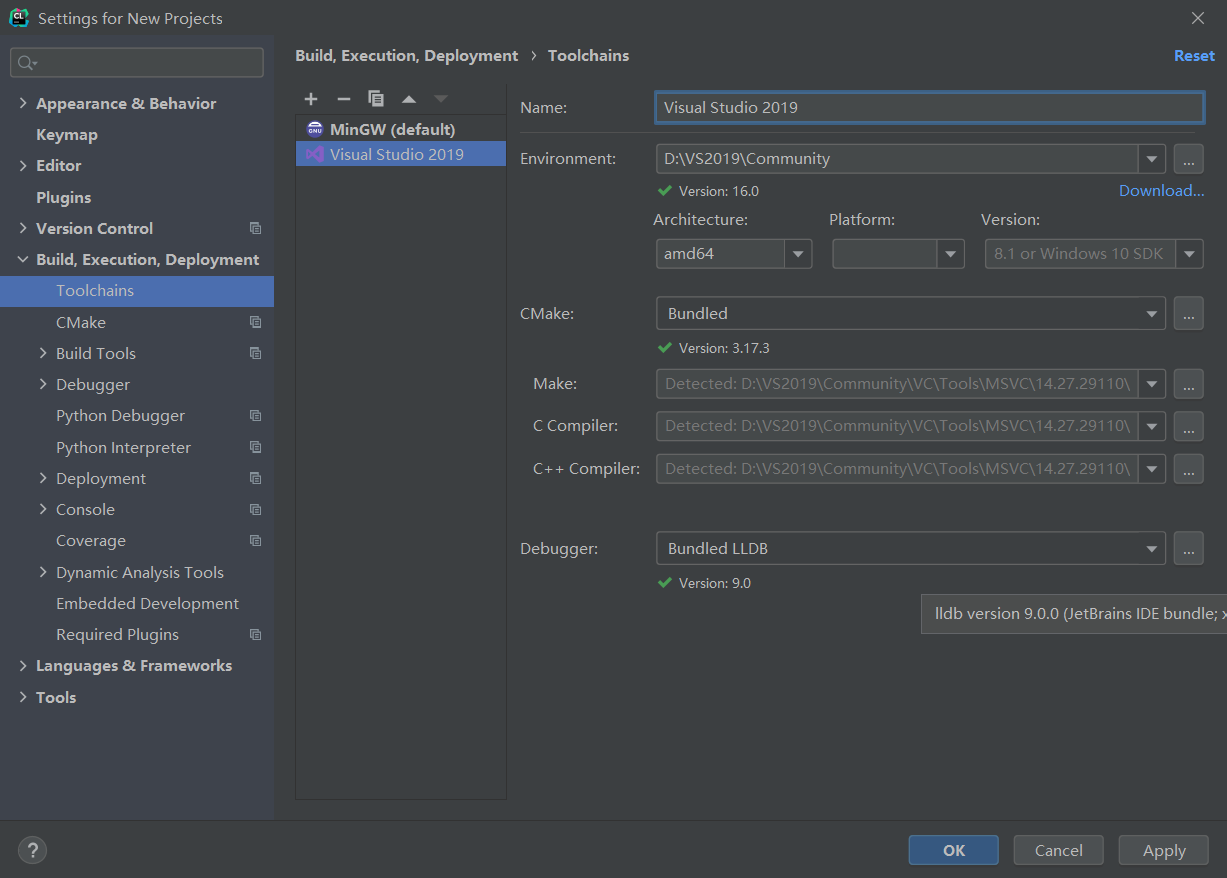 Settings for New Projects
Appearance & Behavior
Keymap
Editor
Plugins
Version Control
Build, Execution, Deployment
Toolchains
CMake
Build Tools
Debugger
Python Debugger
Python Interpreter
Deployment
Console
Coverage
Dynamic Analysis Tools
Embedded Development
Required Plugins
Languages & Frameworks
Tools
Build, Execution, Deployment › Toolchains
Reset
MinGW (default)
Visual Studio 2019
Name: Visual Studio 2019
Environment: D:\VS2019\Community ...
Version: 16.0 Download...
Architecture: Platform: Version:
amd64 8.1 or Windows 10 SDK
CMake: Bundled ...
Version: 3.17.3
Make: Detected: D:\VS2019\Community\VC\Tools\MSVC\14.27.29110\ ...
C Compiler: Detected: D:\VS2019\Community\VC\Tools\MSVC\14.27.29110\ ...
C++ Compiler: Detected: D:\VS2019\Community\VC\Tools\MSVC\14.27.29110\ ...
Debugger: Bundled LLDB ...
Version: 9.0
lldb version 9.0.0 (JetBrains IDE bundle;
? OK Cancel Apply